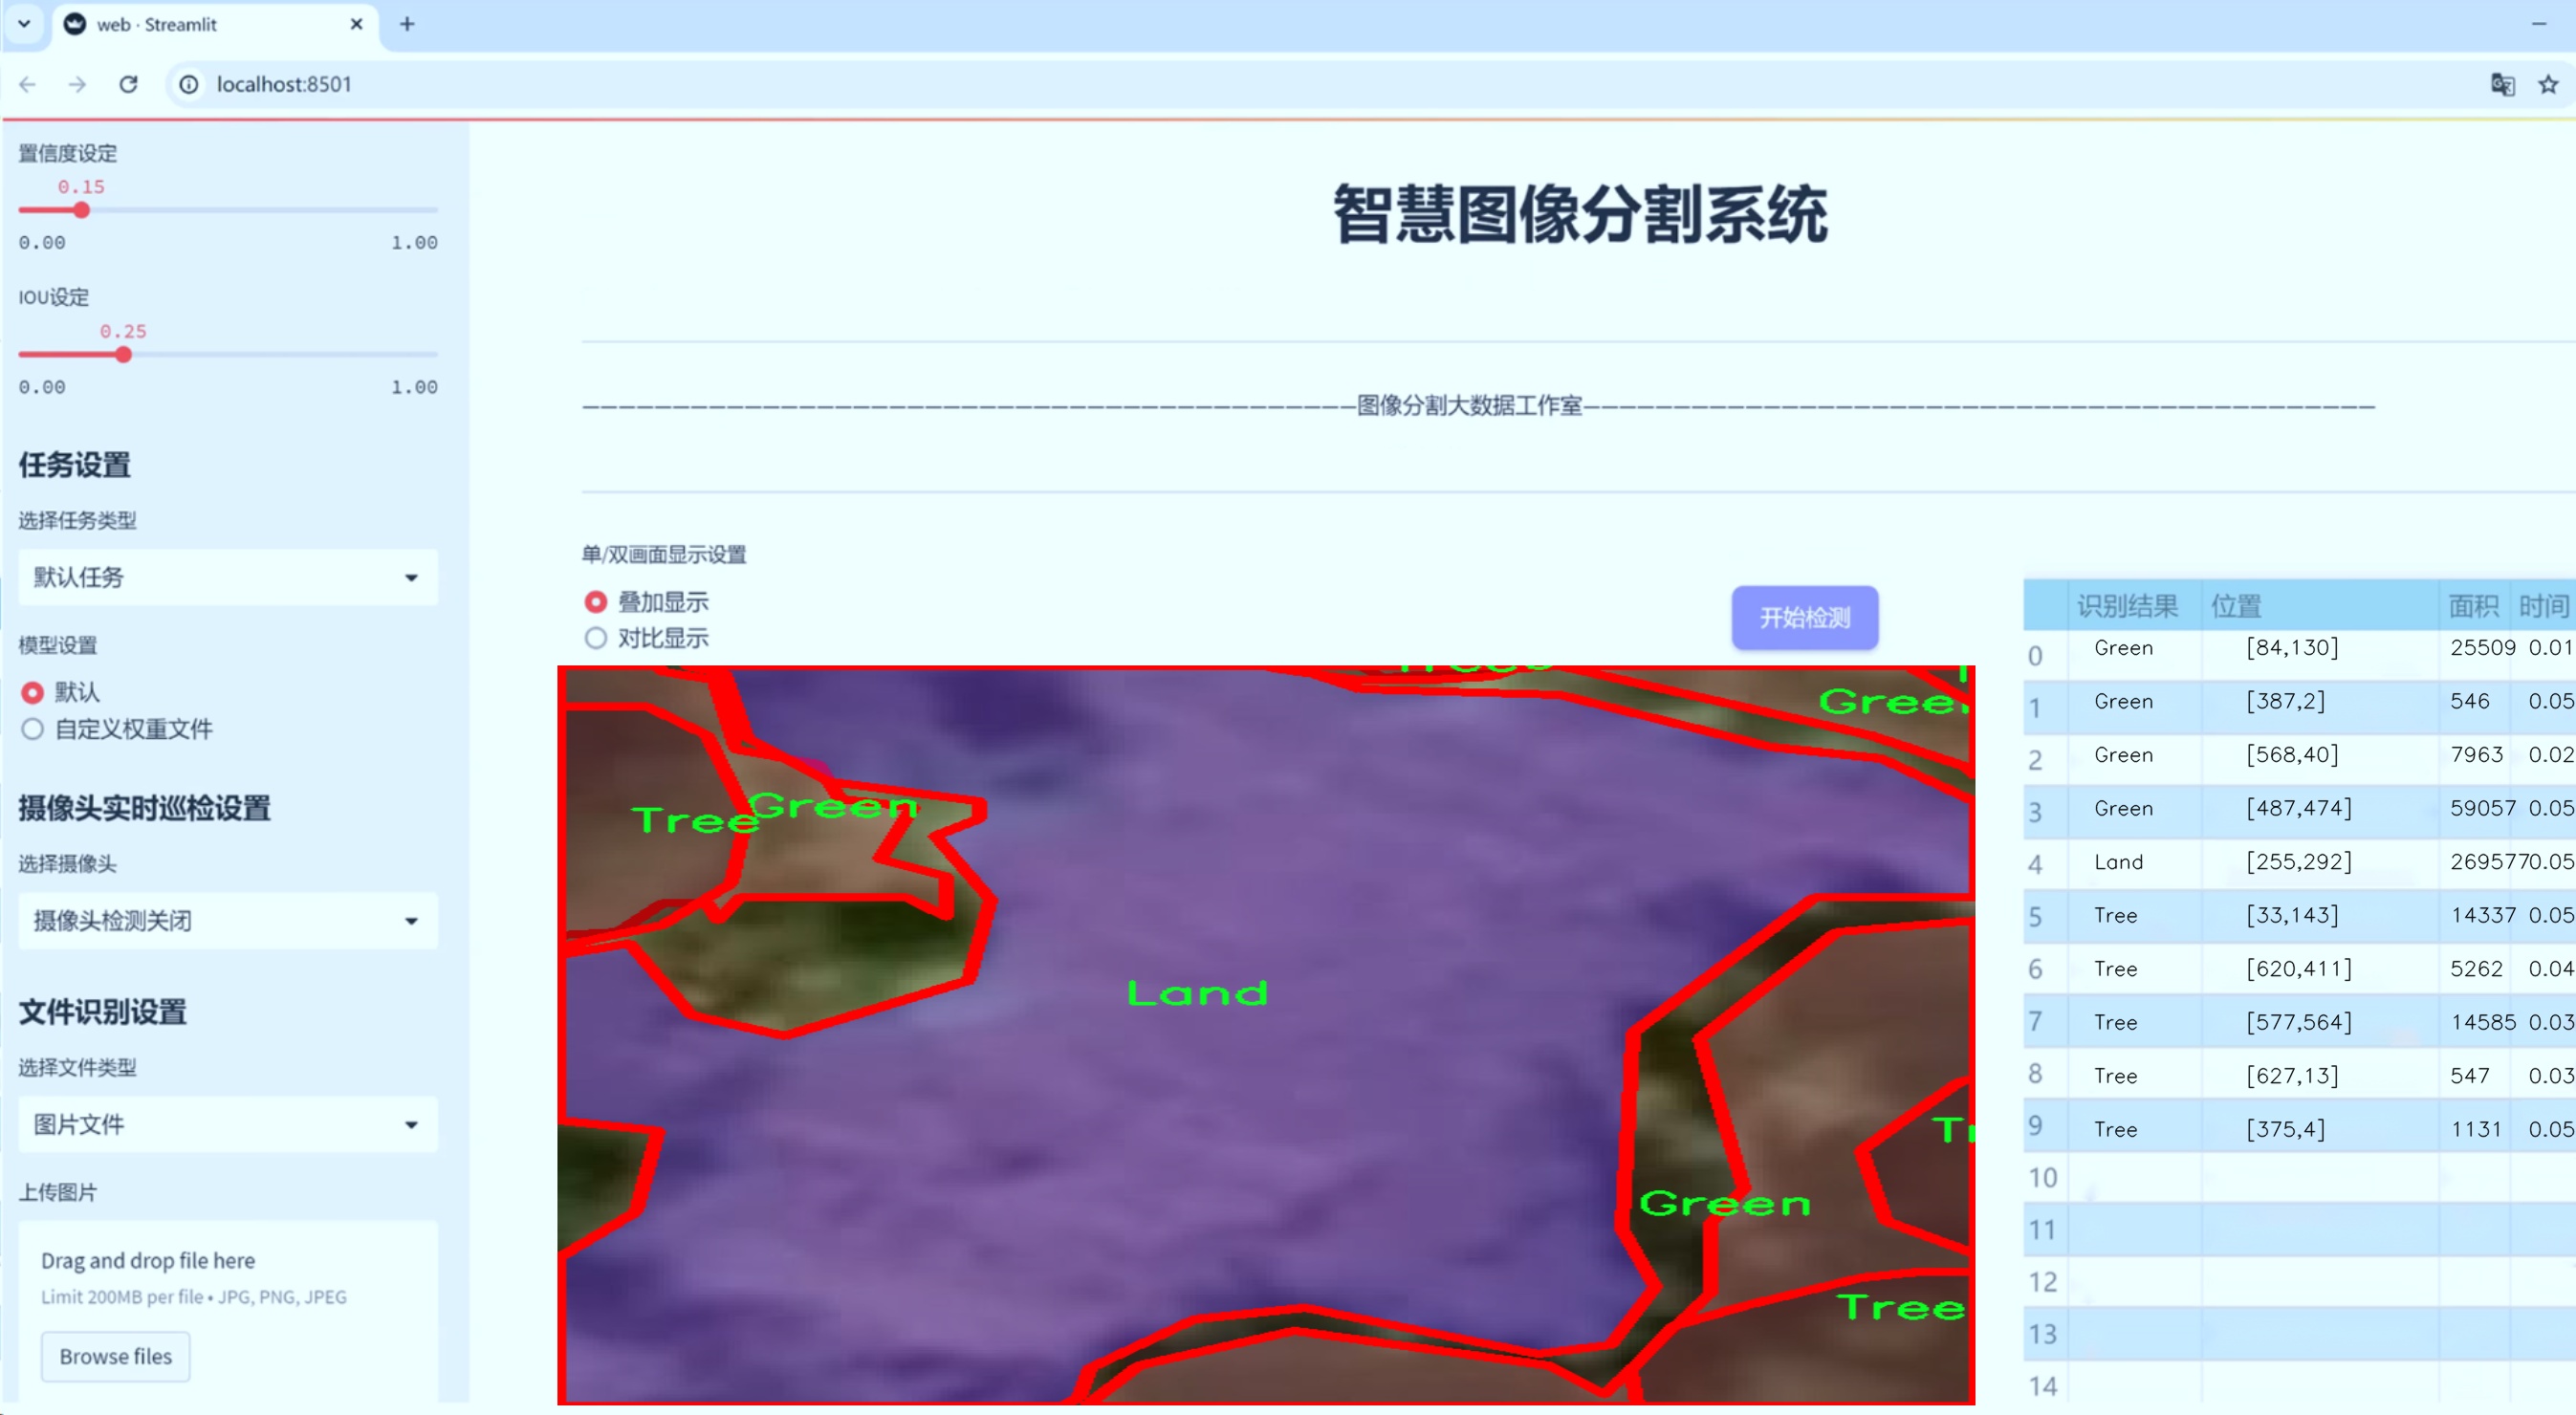 web · Streamlit
localhost:8501
置信度设定
0.15
0.00 1.00
IOU设定
0.25
0.00 1.00
任务设置
选择任务类型
默认任务
模型设置
默认
自定义权重文件
摄像头实时巡检设置
选择摄像头
摄像头检测关闭
文件识别设置
选择文件类型
图片文件
上传图片
Drag and drop file here
Limit 200MB per file • JPG, PNG, JPEG
Browse files
智慧图像分割系统
图像分割大数据工作室
单/双画面显示设置
叠加显示
对比显示
开始检测
Green
Tree
Green
Land
Green
Tree
识别结果 位置 面积 时间
0 Green [84,130] 25509 0.01
1 Green [387,2] 546 0.05
2 Green [568,40] 7963 0.02
3 Green [487,474] 59057 0.05
4 Land [255,292] 269577 0.05
5 Tree [33,143] 14337 0.05
6 Tree [620,411] 5262 0.04
7 Tree [577,564] 14585 0.03
8 Tree [627,13] 547 0.03
9 Tree [375,4] 1131 0.05
10
11
12
13
14